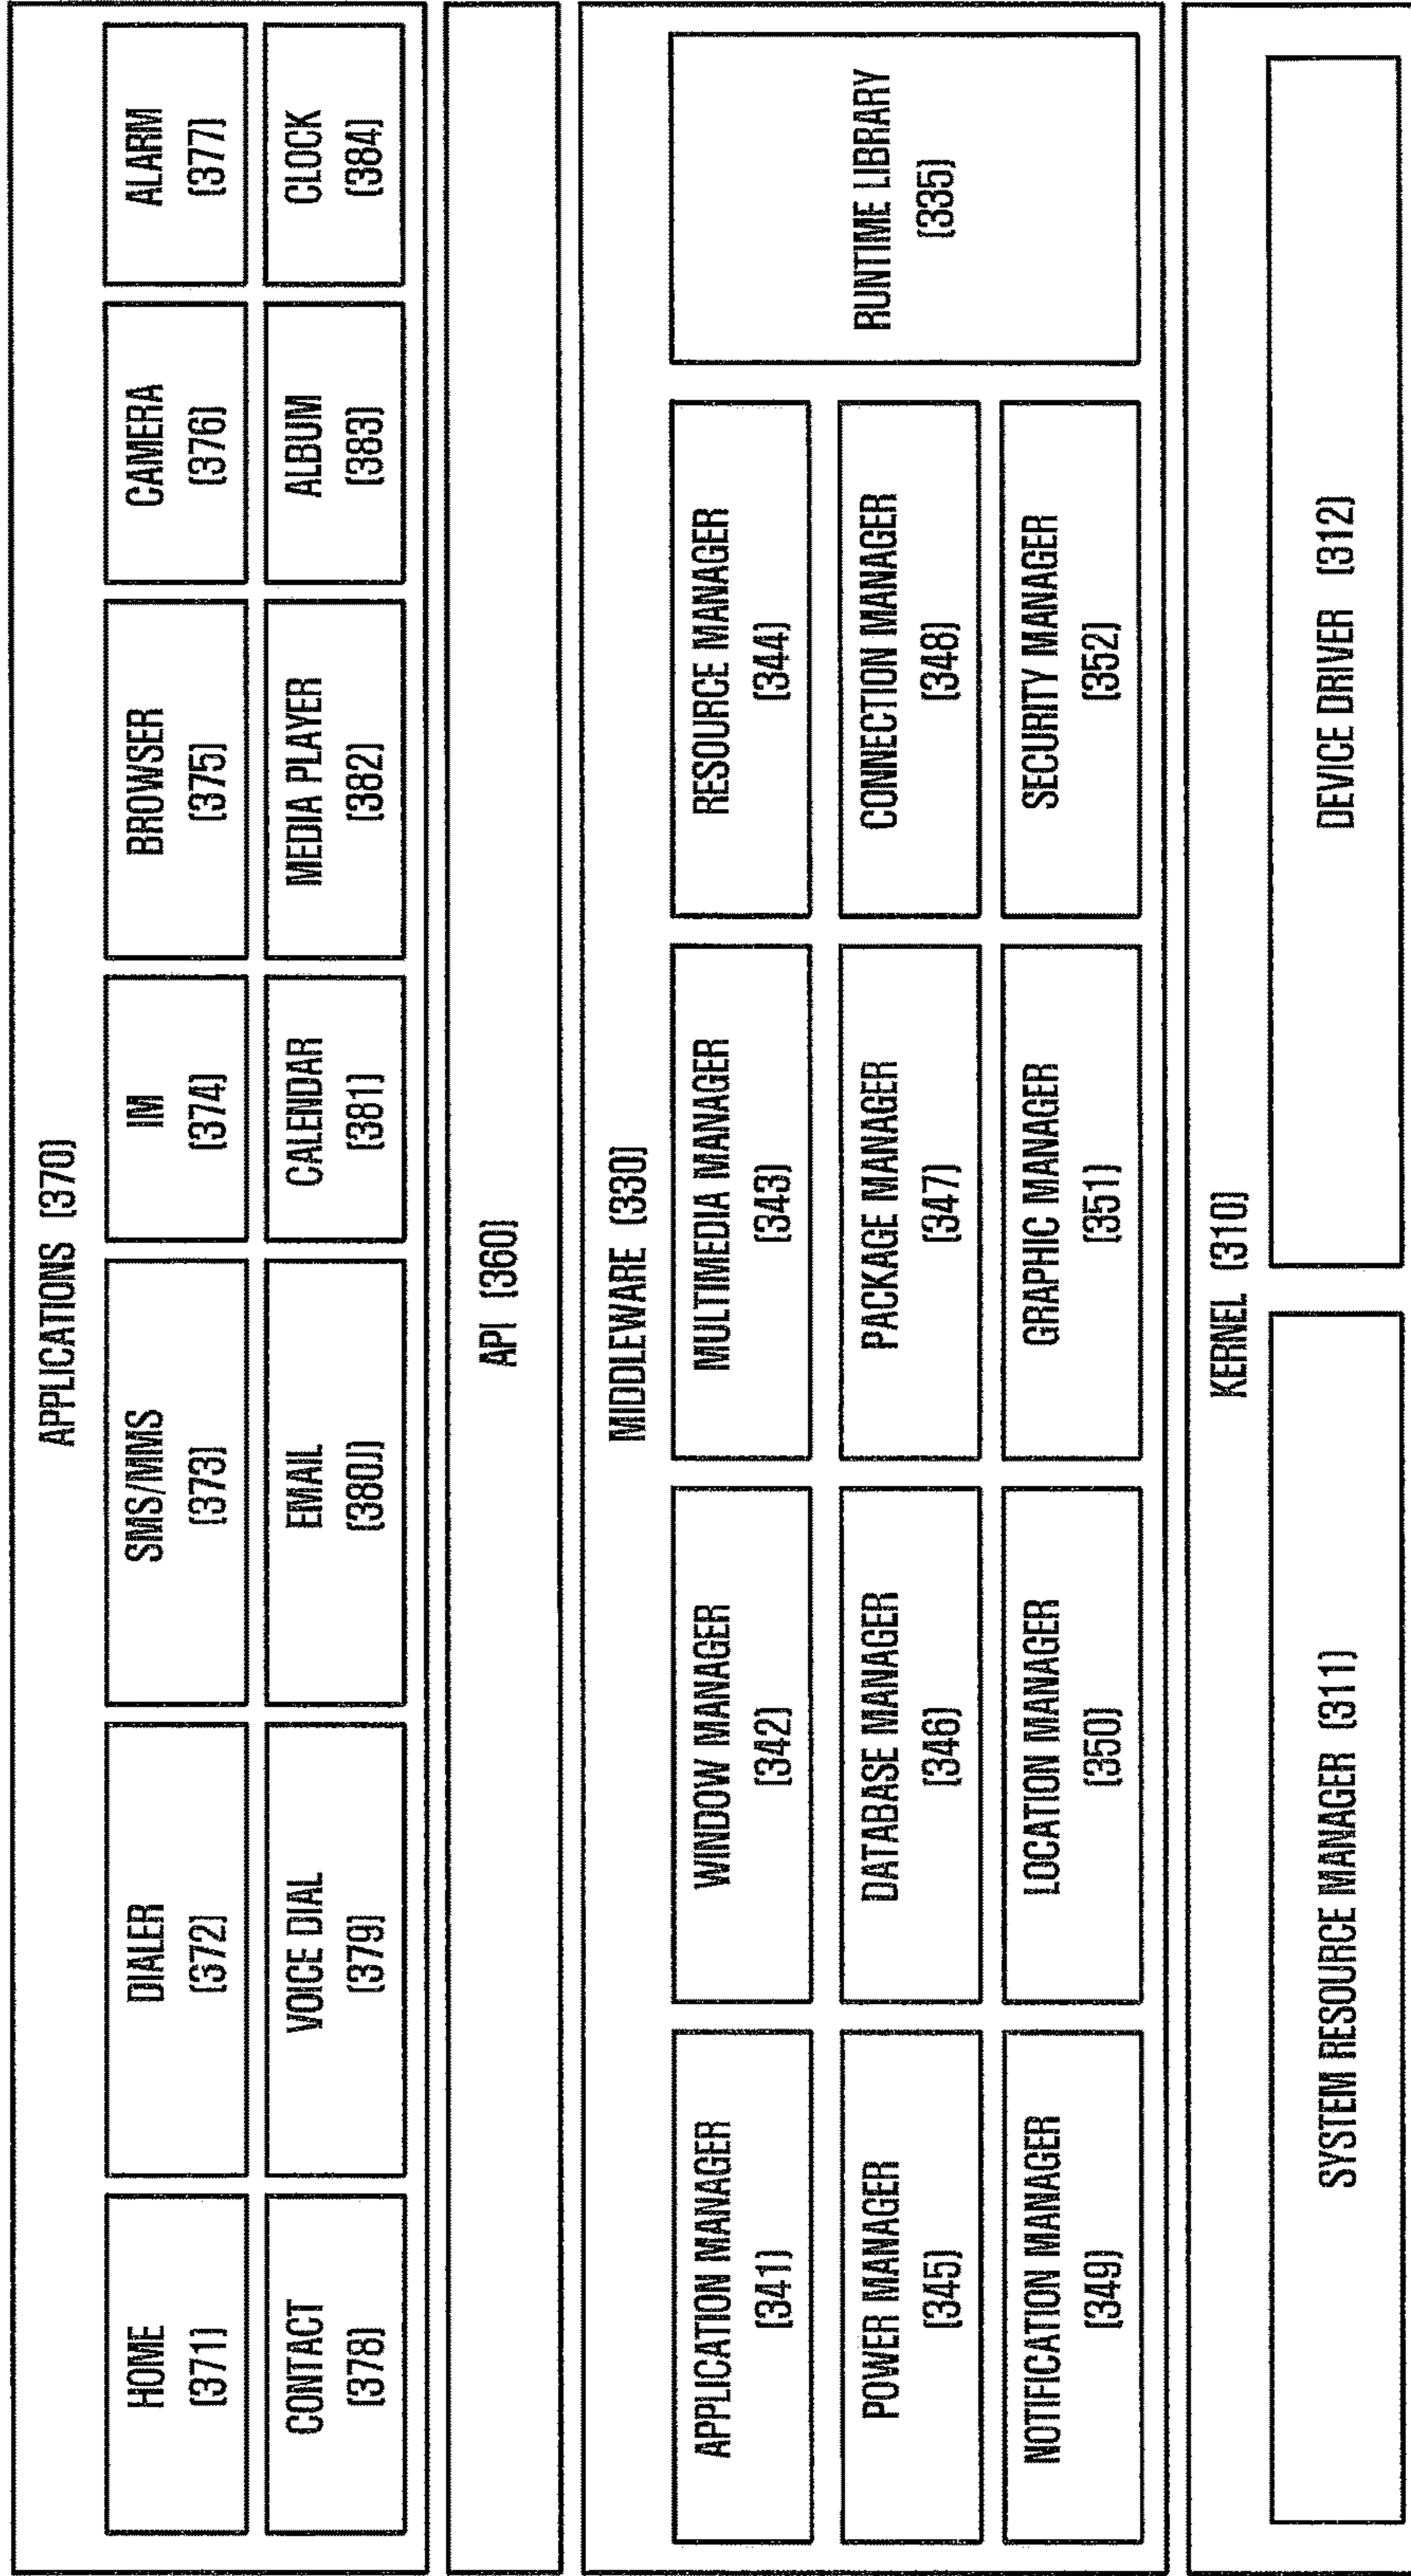 APPLICATIONS (370)
HOME
(371)
DIALER
(372)
SMS/MMS
(373)
IM
(374)
BROWSER
(375)
CAMERA
(376)
ALARM
(377)
CONTACT
(378)
VOICE DIAL
(379)
EMAIL
(380J)
CALENDAR
(381)
MEDIA PLAYER
(382)
ALBUM
(383)
CLOCK
(384)
API (360)
MIDDLEWARE (330)
APPLICATION MANAGER
(341)
WINDOW MANAGER
(342)
MULTIMEDIA MANAGER
(343)
RESOURCE MANAGER
(344)
POWER MANAGER
(345)
DATABASE MANAGER
(346)
PACKAGE MANAGER
(347)
CONNECTION MANAGER
(348)
NOTIFICATION MANAGER
(349)
LOCATION MANAGER
(350)
GRAPHIC MANAGER
(351)
SECURITY MANAGER
(352)
RUNTIME LIBRARY
(335)
KERNEL (310)
SYSTEM RESOURCE MANAGER (311)
DEVICE DRIVER (312)